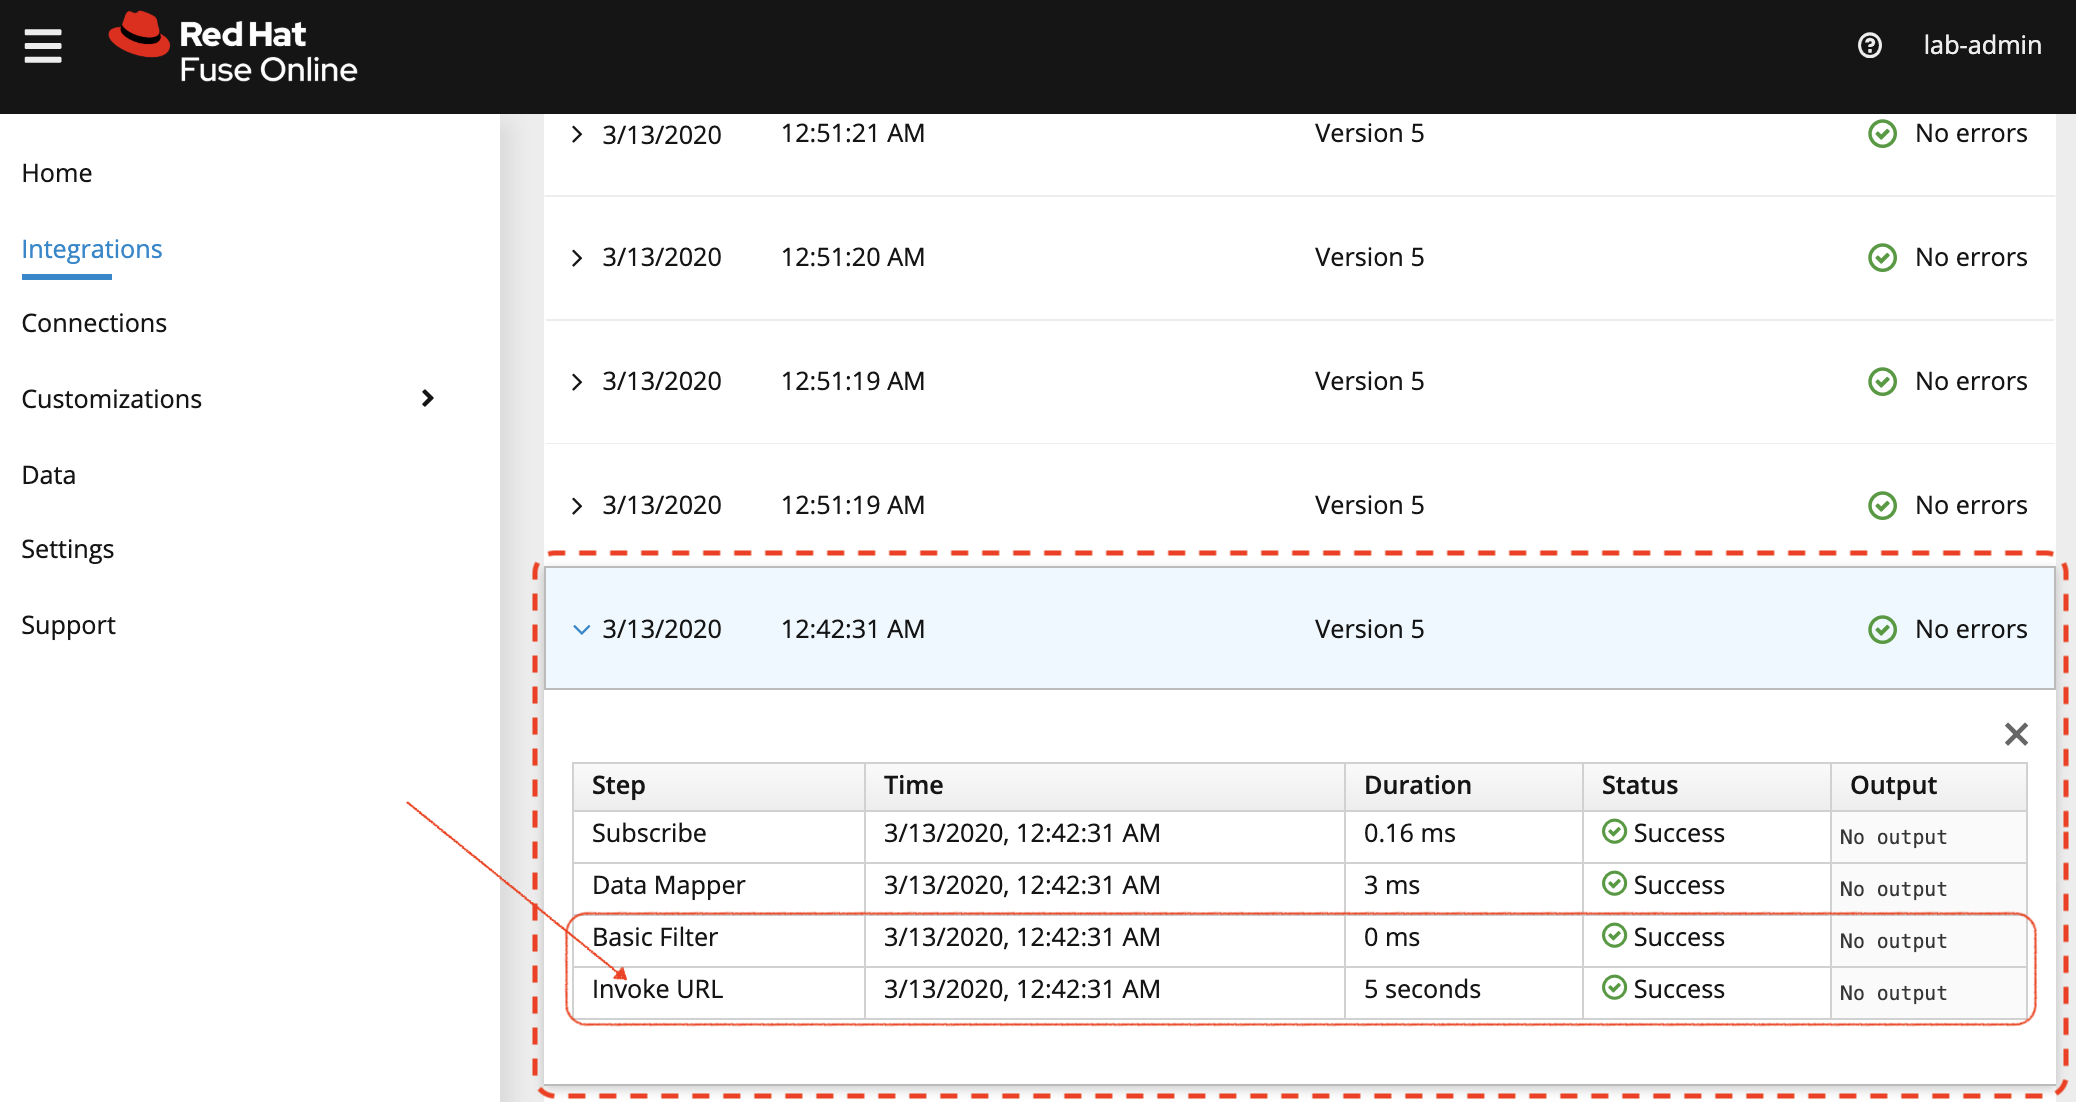 Red Hat
Fuse Online
lab-admin
Home
Integrations
Connections
Customizations
Data
Settings
Support
3/13/2020 12:51:21 AM Version 5 No errors
3/13/2020 12:51:20 AM Version 5 No errors
3/13/2020 12:51:19 AM Version 5 No errors
3/13/2020 12:51:19 AM Version 5 No errors
3/13/2020 12:42:31 AM Version 5 No errors
Step Time Duration Status Output
Subscribe 3/13/2020, 12:42:31 AM 0.16 ms Success No output
Data Mapper 3/13/2020, 12:42:31 AM 3 ms Success No output
Basic Filter 3/13/2020, 12:42:31 AM 0 ms Success No output
Invoke URL 3/13/2020, 12:42:31 AM 5 seconds Success No output